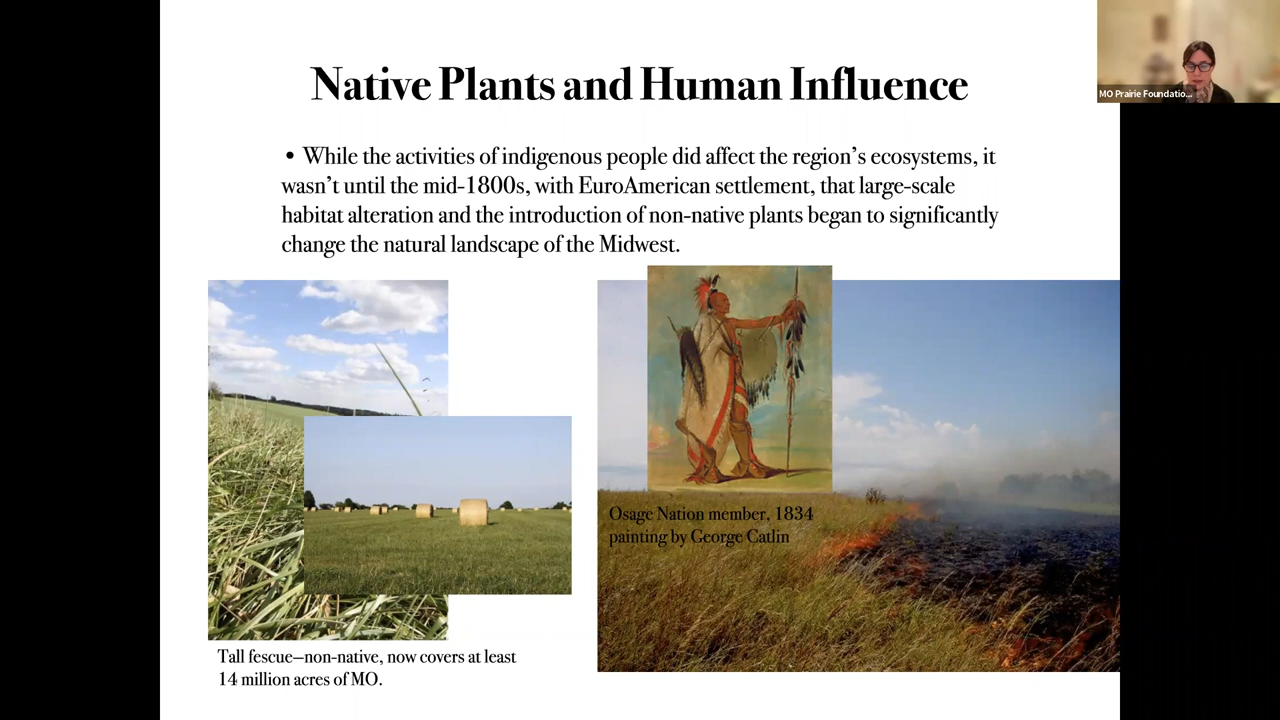 Native Plants and Human Influence
MO Prairie Foundatio...
• While the activities of indigenous people did affect the region’s ecosystems, it
wasn’t until the mid-1800s, with EuroAmerican settlement, that large-scale
habitat alteration and the introduction of non-native plants began to significantly
change the natural landscape of the Midwest.
Osage Nation member, 1834
painting by George Catlin
Tall fescue—non-native, now covers at least
14 million acres of MO.